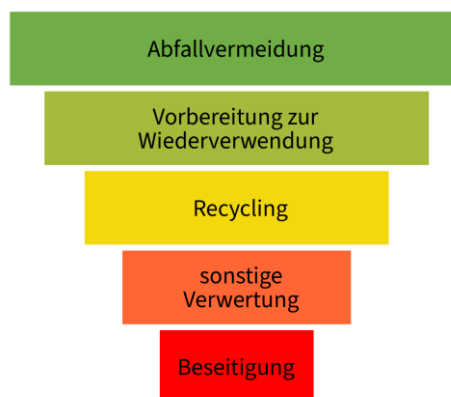 Abfallvermeidung
Vorbereitung zur
Wiederverwendung
Recycling
sonstige
Verwertung
Beseitigung